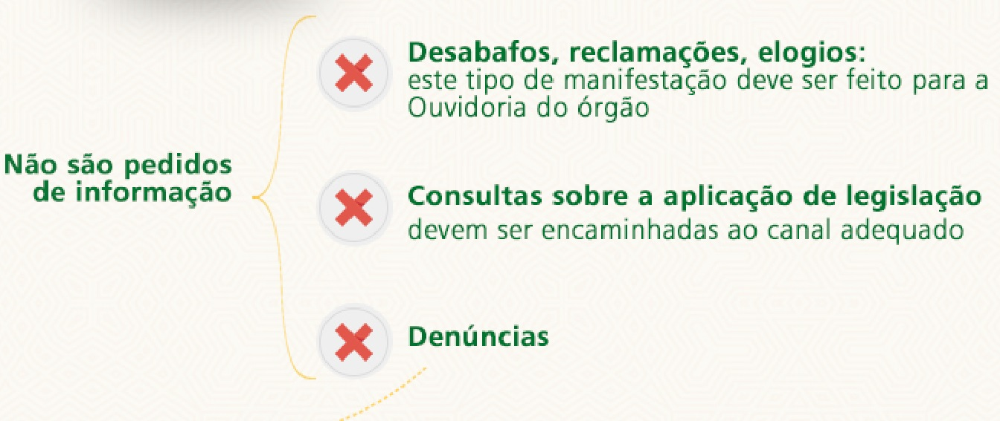 Não são pedidos
de informação
Desabafos, reclamações, elogios:
este tipo de manifestação deve ser feito para a
Ouvidoria do órgão
Consultas sobre a aplicação de legislação
devem ser encaminhadas ao canal adequado
Denúncias